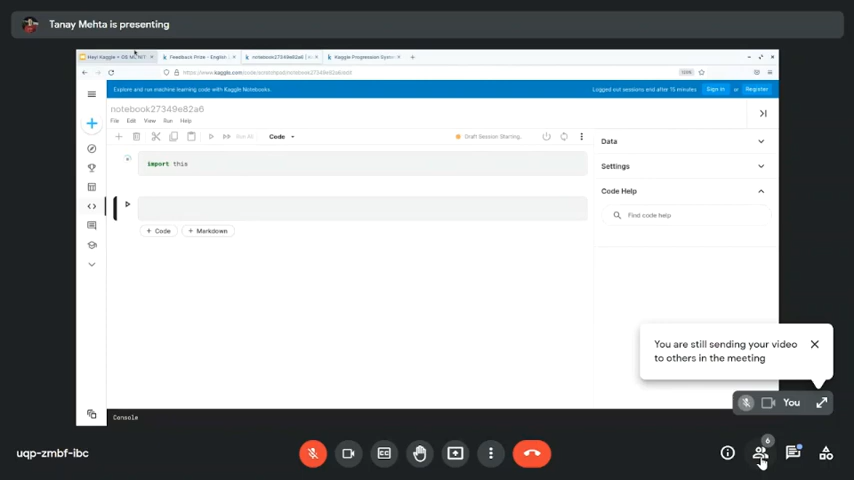 Tanay Mehta is presenting
Hey! Kaggle + OS NC NIT
Feedback Prize - English
notebook27349e82a6
Kaggle Progression Sys
https://www.kaggle.com/code/scratchpad/notebook27349e82a6/edit
Explore and run machine learning code with Kaggle Notebooks.
Logged out sessions end after 15 minutes
Sign in
or
Register
notebook27349e82a6
File Edit View Run Help
Run All
Code
Draft Session Starting...
Data
import this
Settings
Code Help
Find code help
+ Code
+ Markdown
You are still sending your video
to others in the meeting
You
Console
6
uqp-zmbf-ibc